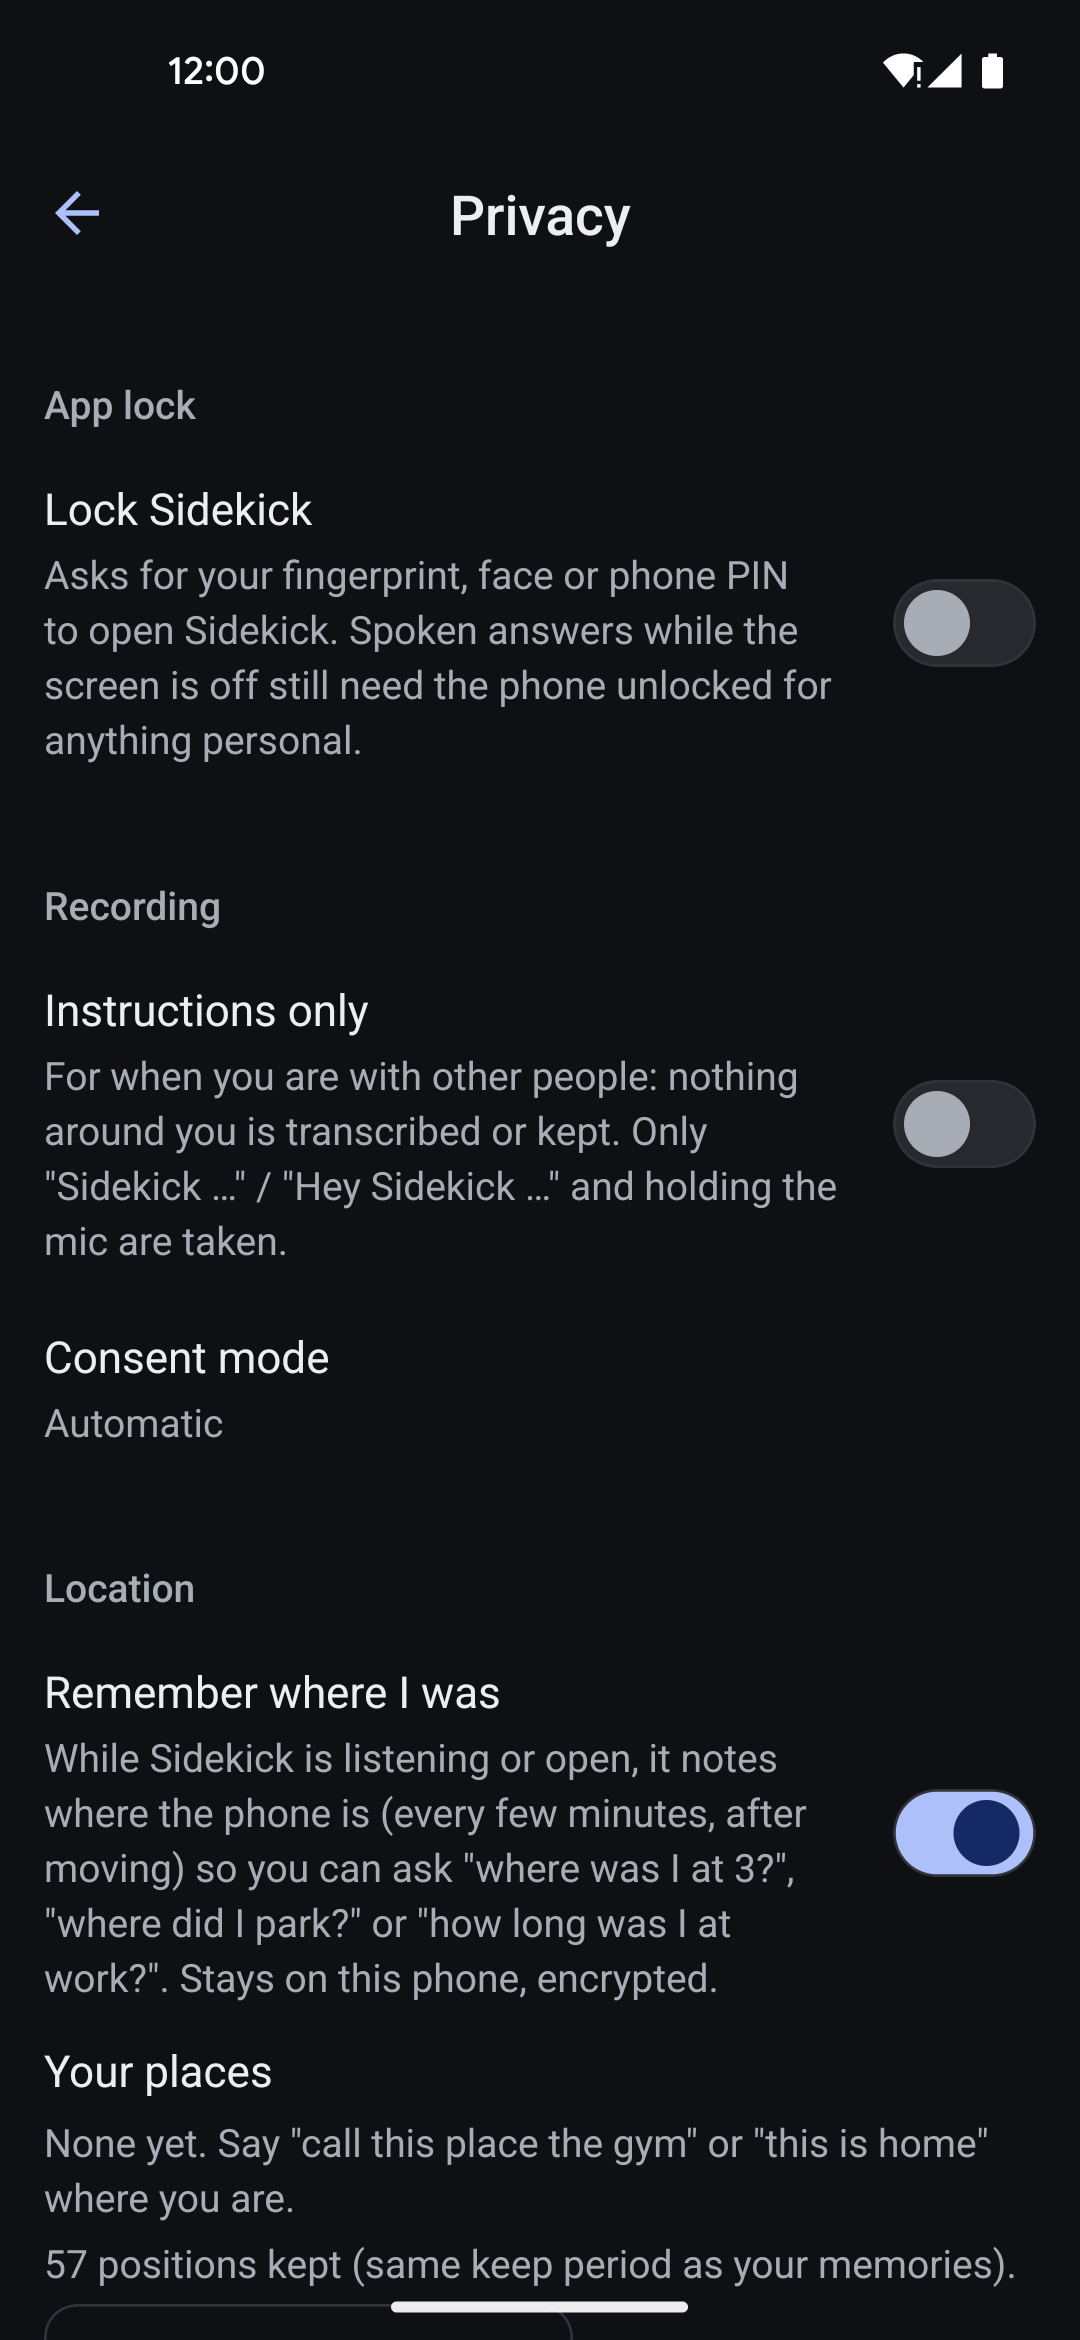 12:00
Privacy
App lock
Lock Sidekick
Asks for your fingerprint, face or phone PIN
to open Sidekick. Spoken answers while the
screen is off still need the phone unlocked for
anything personal.
Recording
Instructions only
For when you are with other people: nothing
around you is transcribed or kept. Only
"Sidekick …" / "Hey Sidekick …" and holding the
mic are taken.
Consent mode
Automatic
Location
Remember where I was
While Sidekick is listening or open, it notes
where the phone is (every few minutes, after
moving) so you can ask "where was I at 3?",
"where did I park?" or "how long was I at
work?". Stays on this phone, encrypted.
Your places
None yet. Say "call this place the gym" or "this is home"
where you are.
57 positions kept (same keep period as your memories).